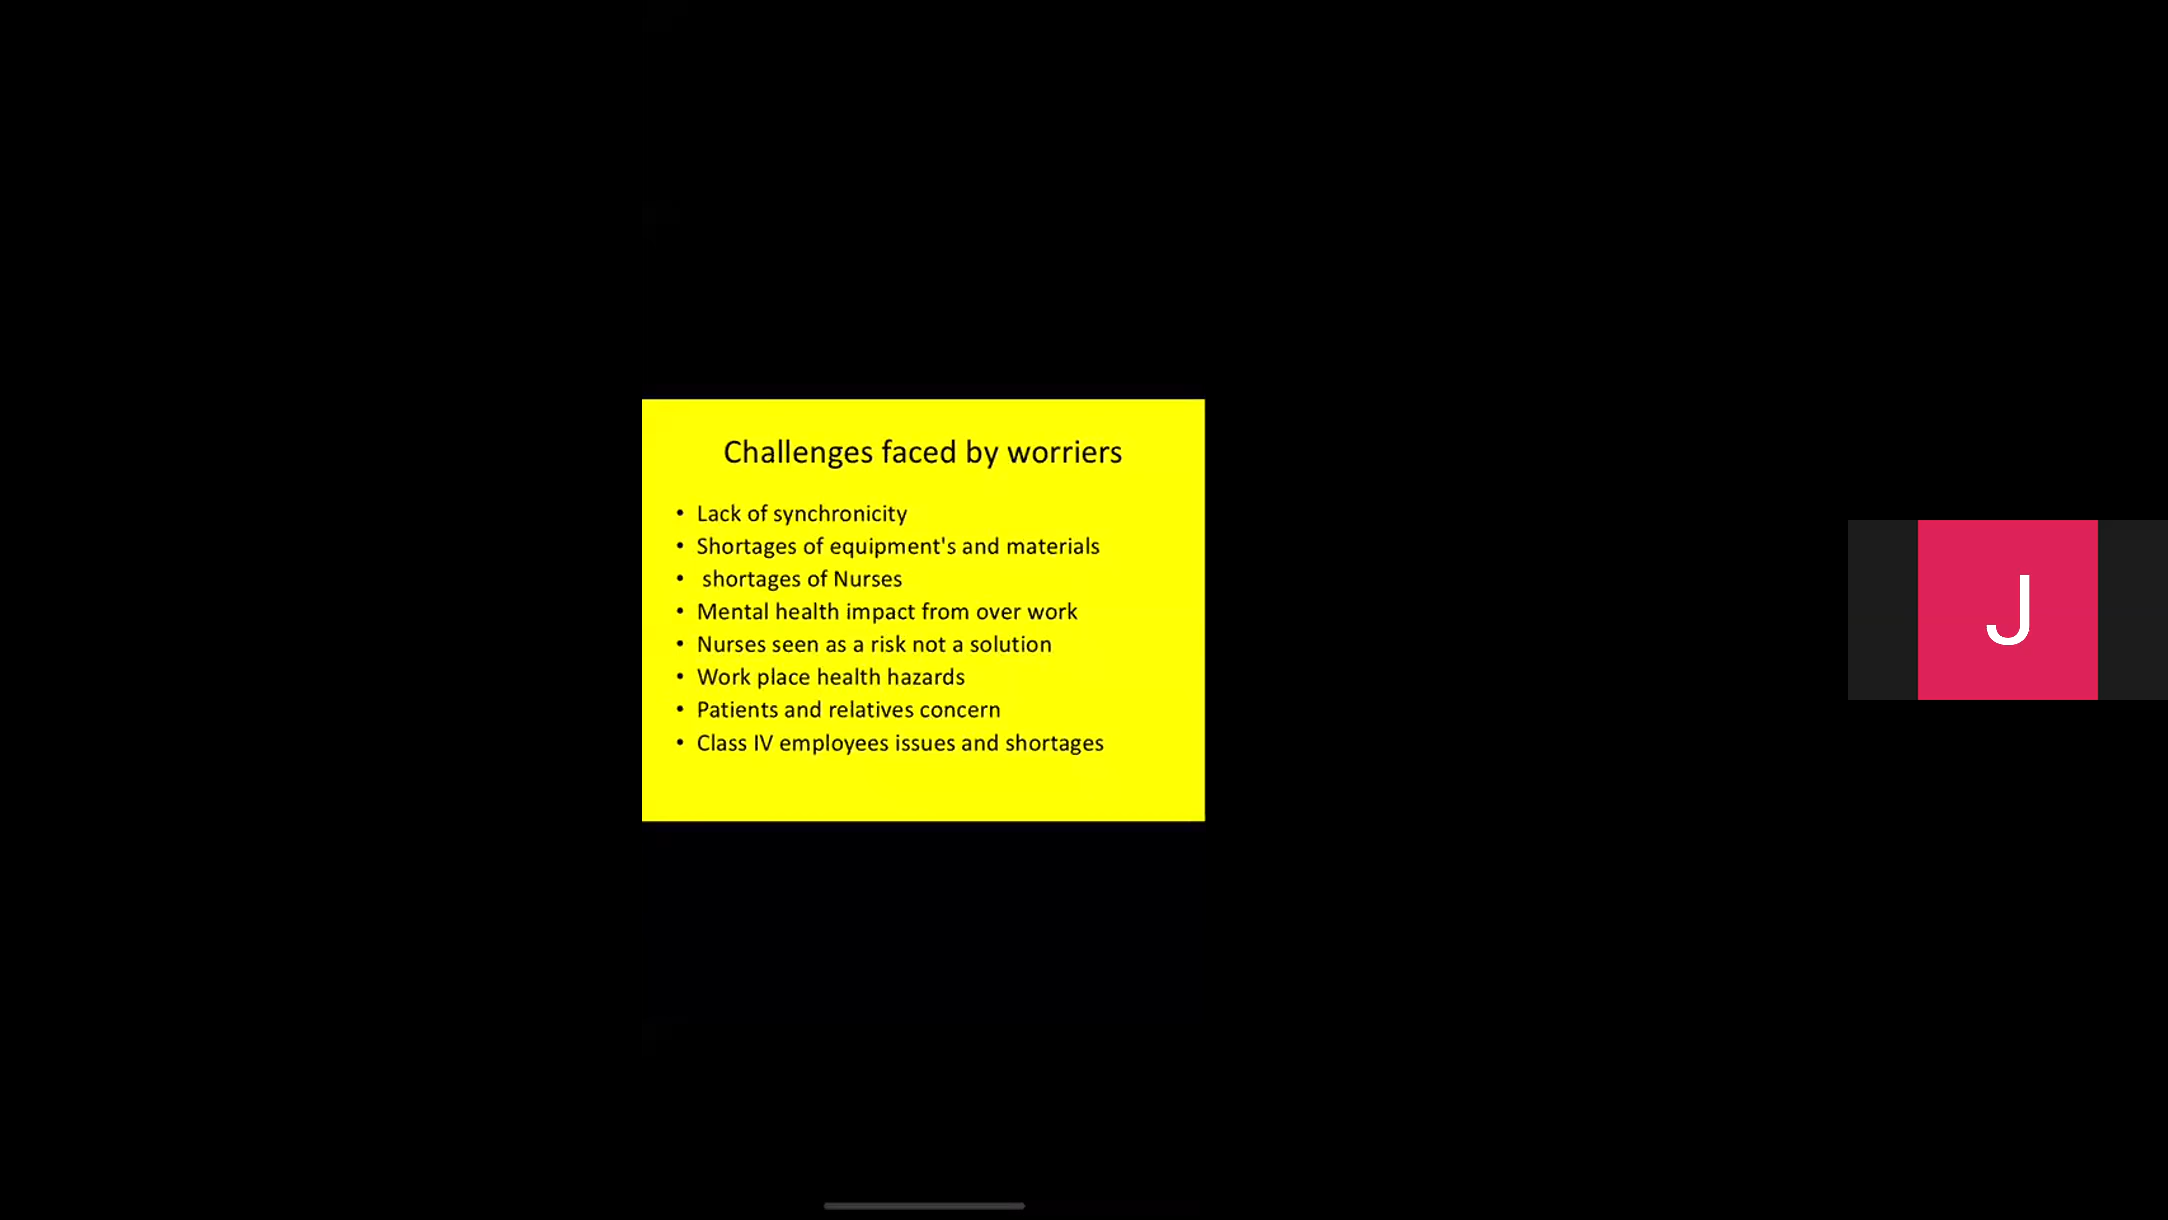 Challenges faced by worriers
• Lack of synchronicity
• Shortages of equipment's and materials
• shortages of Nurses
• Mental health impact from over work
• Nurses seen as a risk not a solution
• Work place health hazards
• Patients and relatives concern
• Class IV employees issues and shortages
J